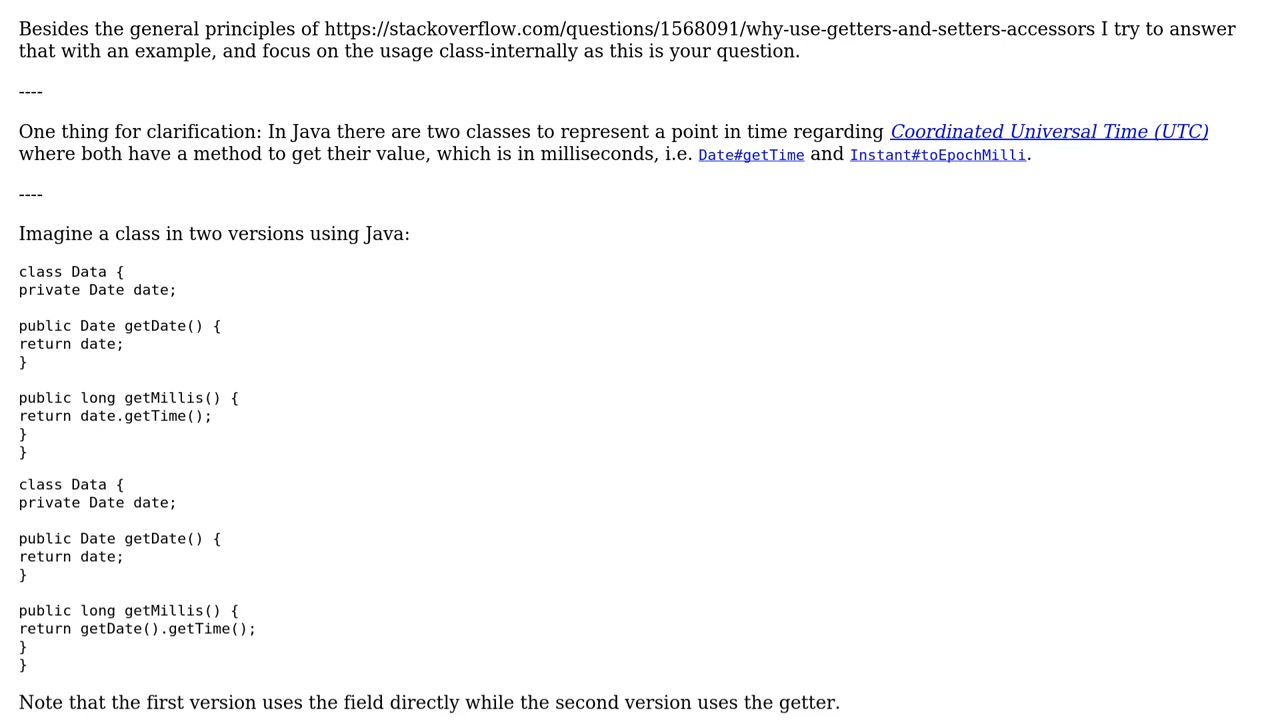 Besides the general principles of https://stackoverflow.com/questions/1568091/why-use-getters-and-setters-accessors I try to answer
that with an example, and focus on the usage class-internally as this is your question.
----
One thing for clarification: In Java there are two classes to represent a point in time regarding Coordinated Universal Time (UTC)
where both have a method to get their value, which is in milliseconds, i.e. Date#getTime and Instant#toEpochMilli.
----
Imagine a class in two versions using Java:
class Data {
private Date date;
public Date getDate() {
return date;
}
public long getMillis() {
return date.getTime();
}
}
class Data {
private Date date;
public Date getDate() {
return date;
}
public long getMillis() {
return getDate().getTime();
}
}
Note that the first version uses the field directly while the second version uses the getter.